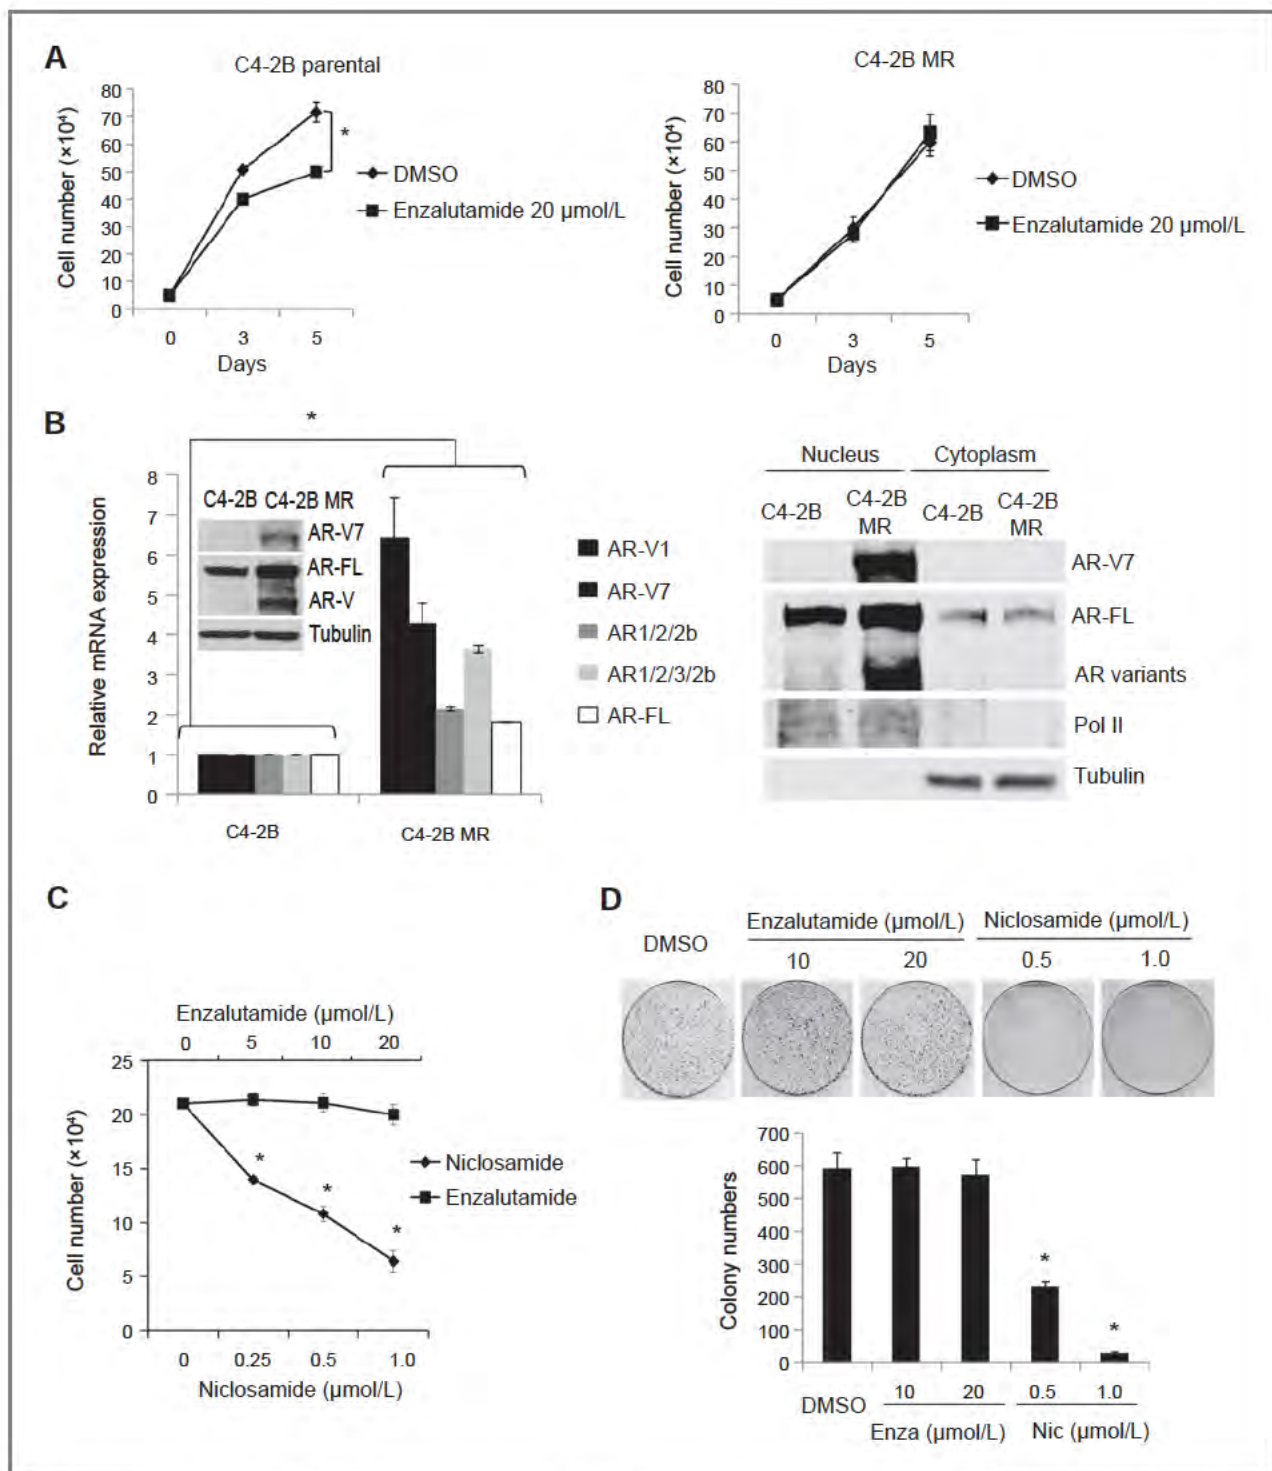 A
C4-2B parental
Cell number (×10⁴)
80
70
60
50
40
30
20
10
0
*
DMSO
Enzalutamide 20 µmol/L
0 3 5
Days
C4-2B MR
Cell number (×10⁴)
80
70
60
50
40
30
20
10
0
DMSO
Enzalutamide 20 µmol/L
0 3 5
Days
B
*
Relative mRNA expression
8
7
6
5
4
3
2
1
0
C4-2B C4-2B MR
AR-V7
AR-FL
AR-V
Tubulin
C4-2B
C4-2B MR
AR-V1
AR-V7
AR1/2/2b
AR1/2/3/2b
AR-FL
Nucleus Cytoplasm
C4-2B C4-2B MR C4-2B C4-2B MR
AR-V7
AR-FL
AR variants
Pol II
Tubulin
C
Enzalutamide (µmol/L)
0 5 10 20
Cell number (×10⁴)
25
20
15
10
5
0
*
*
*
Niclosamide
Enzalutamide
0 0.25 0.5 1.0
Niclosamide (µmol/L)
D
DMSO
Enzalutamide (µmol/L) Niclosamide (µmol/L)
10 20 0.5 1.0
Colony numbers
700
600
500
400
300
200
100
0
*
*
DMSO
10 20 0.5 1.0
Enza (µmol/L) Nic (µmol/L)